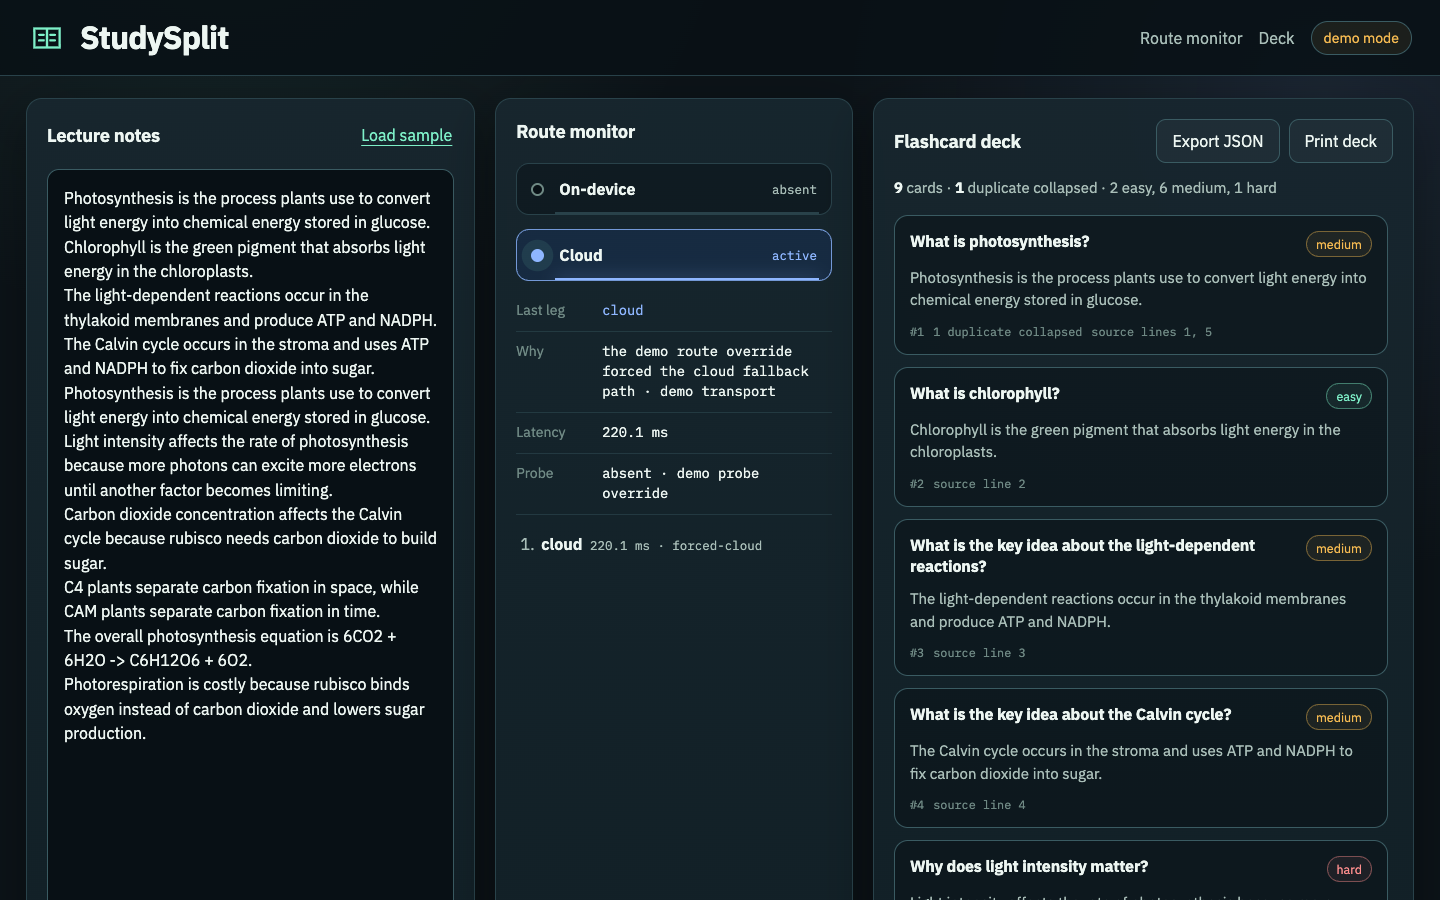 StudySplit
Route monitor
Deck
demo mode
Lecture notes
Load sample
Photosynthesis is the process plants use to convert
light energy into chemical energy stored in glucose.
Chlorophyll is the green pigment that absorbs light
energy in the chloroplasts.
The light-dependent reactions occur in the
thylakoid membranes and produce ATP and NADPH.
The Calvin cycle occurs in the stroma and uses ATP
and NADPH to fix carbon dioxide into sugar.
Photosynthesis is the process plants use to convert
light energy into chemical energy stored in glucose.
Light intensity affects the rate of photosynthesis
because more photons can excite more electrons
until another factor becomes limiting.
Carbon dioxide concentration affects the Calvin
cycle because rubisco needs carbon dioxide to build
sugar.
C4 plants separate carbon fixation in space, while
CAM plants separate carbon fixation in time.
The overall photosynthesis equation is 6CO2 +
6H2O -> C6H12O6 + 6O2.
Photorespiration is costly because rubisco binds
oxygen instead of carbon dioxide and lowers sugar
production.
Route monitor
On-device absent
Cloud active
Last leg cloud
Why the demo route override
forced the cloud fallback
path · demo transport
Latency 220.1 ms
Probe absent · demo probe
override
1. cloud 220.1 ms · forced-cloud
Flashcard deck
Export JSON
Print deck
9 cards · 1 duplicate collapsed · 2 easy, 6 medium, 1 hard
What is photosynthesis? medium
Photosynthesis is the process plants use to convert light energy into
chemical energy stored in glucose.
#1 1 duplicate collapsed source lines 1, 5
What is chlorophyll? easy
Chlorophyll is the green pigment that absorbs light energy in the
chloroplasts.
#2 source line 2
What is the key idea about the light-dependent
reactions? medium
The light-dependent reactions occur in the thylakoid membranes
and produce ATP and NADPH.
#3 source line 3
What is the key idea about the Calvin cycle? medium
The Calvin cycle occurs in the stroma and uses ATP and NADPH to
fix carbon dioxide into sugar.
#4 source line 4
Why does light intensity matter? hard